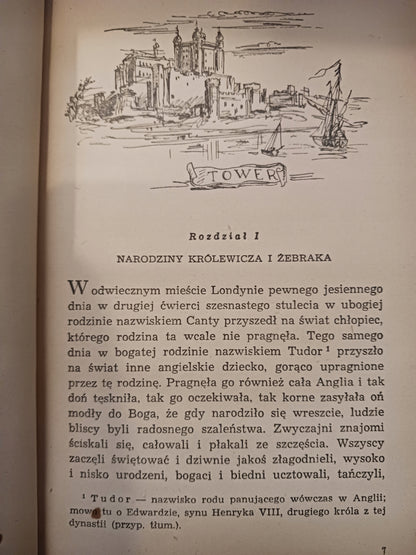 TOWER
Rozdział I
NARODZINY KRÓLEWICZA I ŻEBRAKA
W odwiecznym mieście Londynie pewnego jesiennego
dnia w drugiej ćwierci szesnastego stulecia w ubogiej
rodzinie nazwiskiem Canty przyszedł na świat chłopiec,
którego rodzina ta wcale nie pragnęła. Tego samego
dnia w bogatej rodzinie nazwiskiem Tudor¹ przyszło
na świat inne angielskie dziecko, gorąco upragnione
przez tę rodzinę. Pragnęła go również cała Anglia i tak
doń tęskniła, tak go oczekiwała, tak korne zasyłała oń
modły do Boga, że gdy narodziło się wreszcie, ludzie
bliscy byli radosnego szaleństwa. Zwyczajni znajomi
ściskali się, całowali i płakali ze szczęścia. Wszyscy
zaczęli świętować i dziwnie jakoś złagodnieli, wysoko
i nisko urodzeni, bogaci i biedni ucztowali, tańczyli,
¹ Tudor — nazwisko rodu panującego wówczas w Anglii;
mowa tu o Edwardzie, synu Henryka VIII, drugiego króla z tej
dynastii (przyp. tłum.).
7